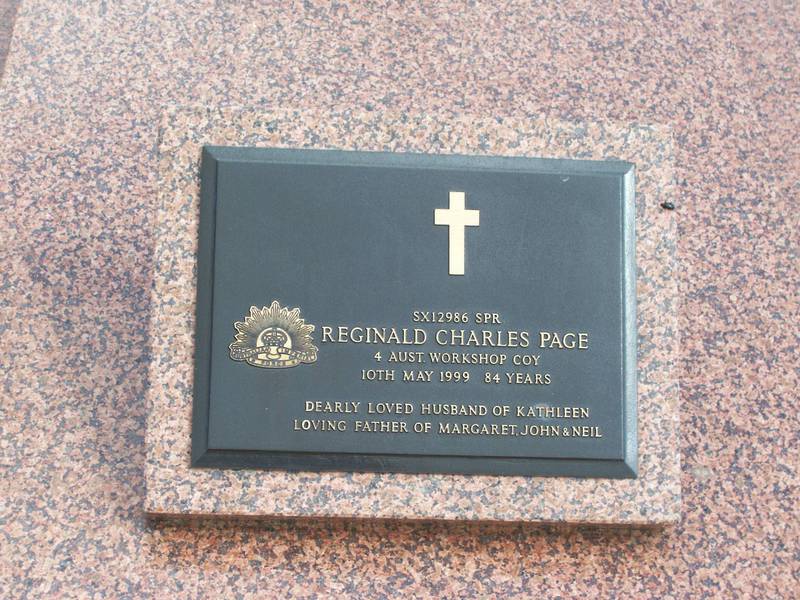 SX12986 SPR
REGINALD CHARLES PAGE
4 AUST. WORKSHOP COY
10TH MAY 1999 84 YEARS
DEARLY LOVED HUSBAND OF KATHLEEN
LOVING FATHER OF MARGARET, JOHN & NEIL